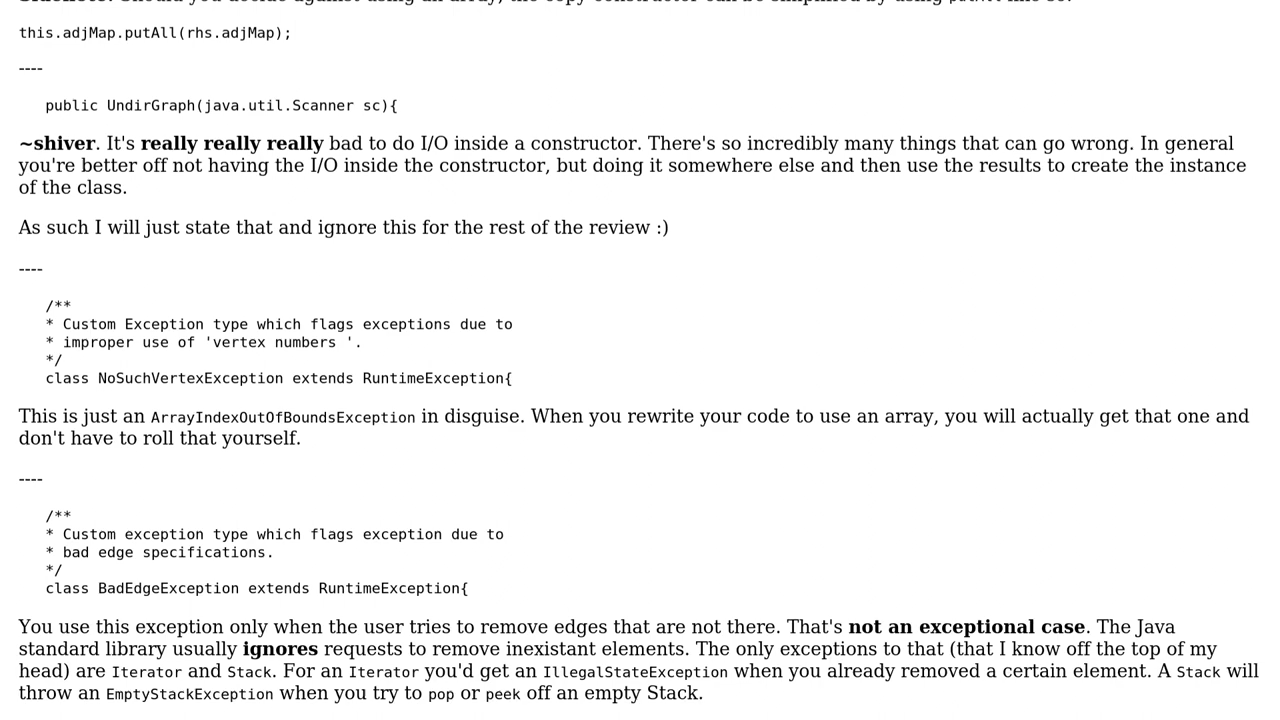 this.adjMap.putAll(rhs.adjMap);
----
public UndirGraph(java.util.Scanner sc){
~shiver. It's really really really bad to do I/O inside a constructor. There's so incredibly many things that can go wrong. In general
you're better off not having the I/O inside the constructor, but doing it somewhere else and then use the results to create the instance
of the class.
As such I will just state that and ignore this for the rest of the review :)
----
/**
* Custom Exception type which flags exceptions due to
* improper use of 'vertex numbers '.
*/
class NoSuchVertexException extends RuntimeException{
This is just an ArrayIndexOutOfBoundsException in disguise. When you rewrite your code to use an array, you will actually get that one and
don't have to roll that yourself.
----
/**
* Custom exception type which flags exception due to
* bad edge specifications.
*/
class BadEdgeException extends RuntimeException{
You use this exception only when the user tries to remove edges that are not there. That's not an exceptional case. The Java
standard library usually ignores requests to remove inexistant elements. The only exceptions to that (that I know off the top of my
head) are Iterator and Stack. For an Iterator you'd get an IllegalStateException when you already removed a certain element. A Stack will
throw an EmptyStackException when you try to pop or peek off an empty Stack.